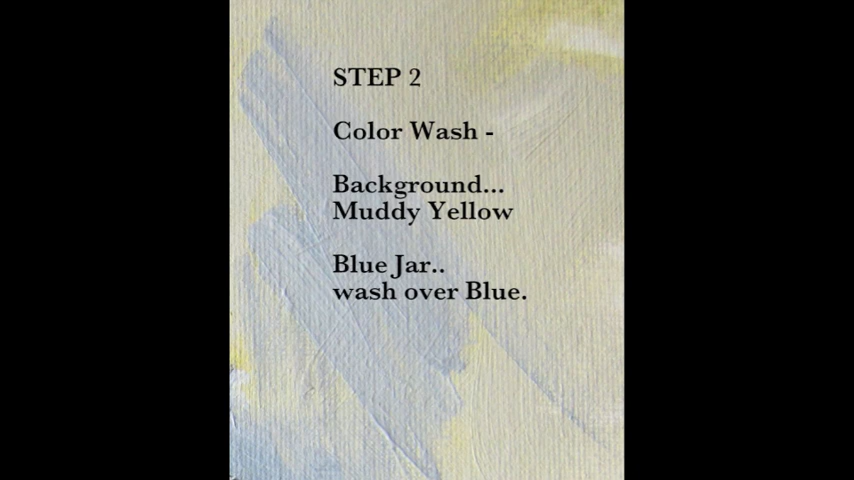 STEP 2
Color Wash -
Background...
Muddy Yellow
Blue Jar..
wash over Blue.